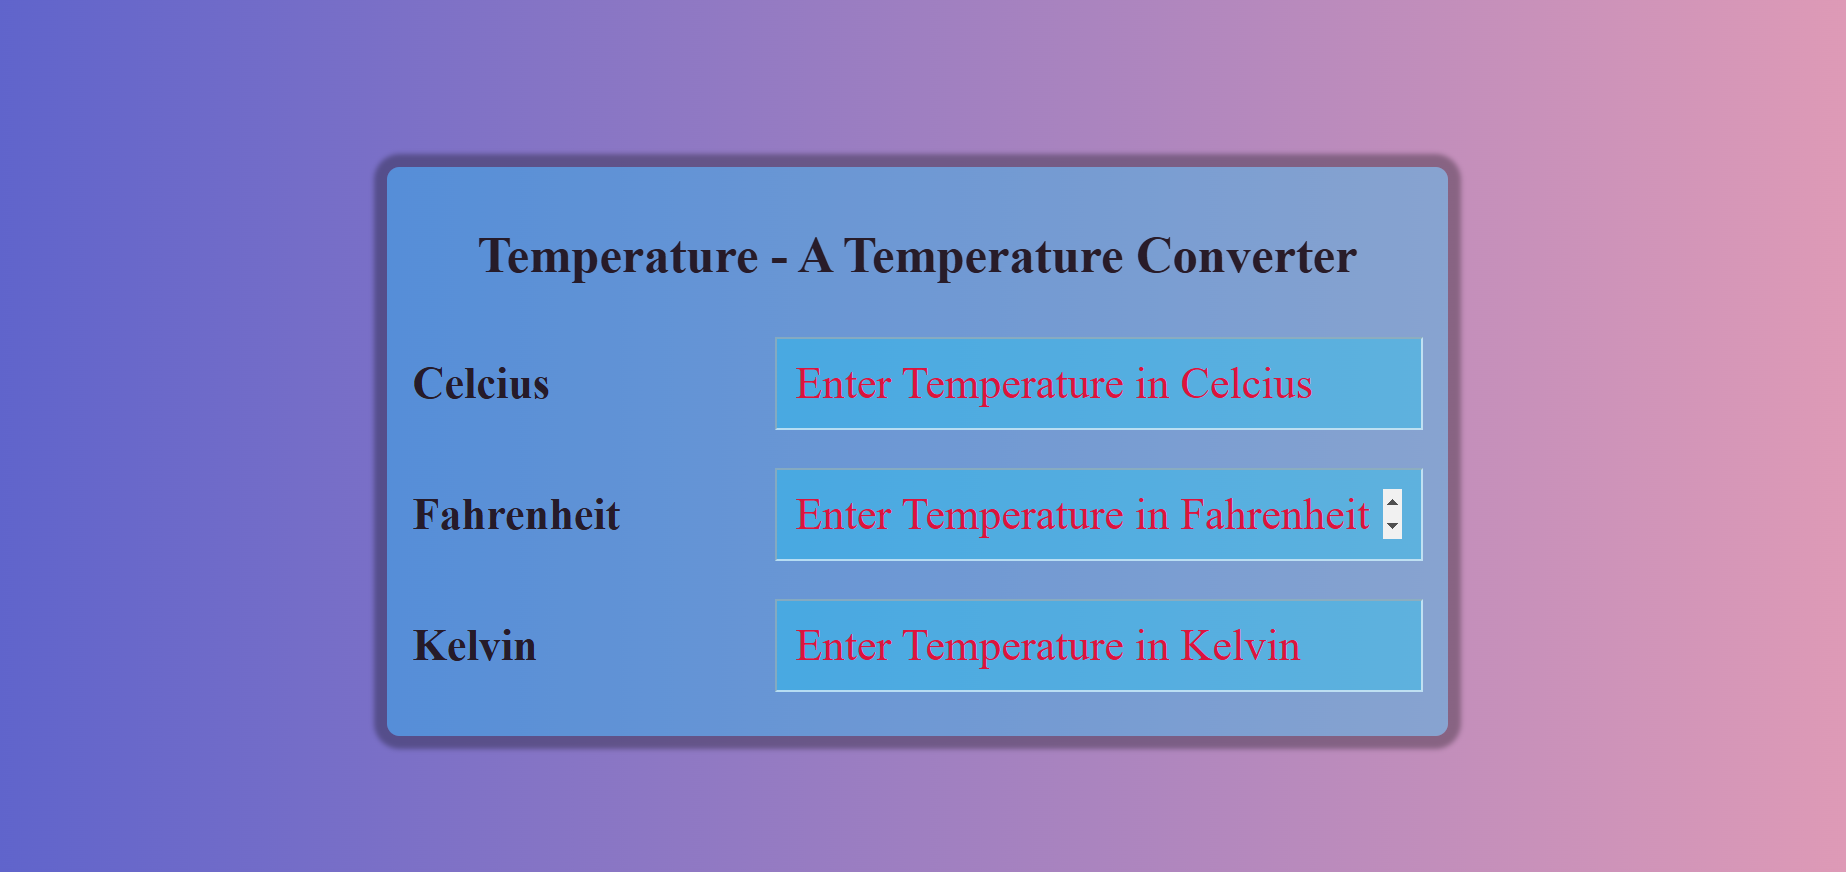 Temperature - A Temperature Converter
Celcius
Enter Temperature in Celcius
Fahrenheit
Enter Temperature in Fahrenheit
Kelvin
Enter Temperature in Kelvin